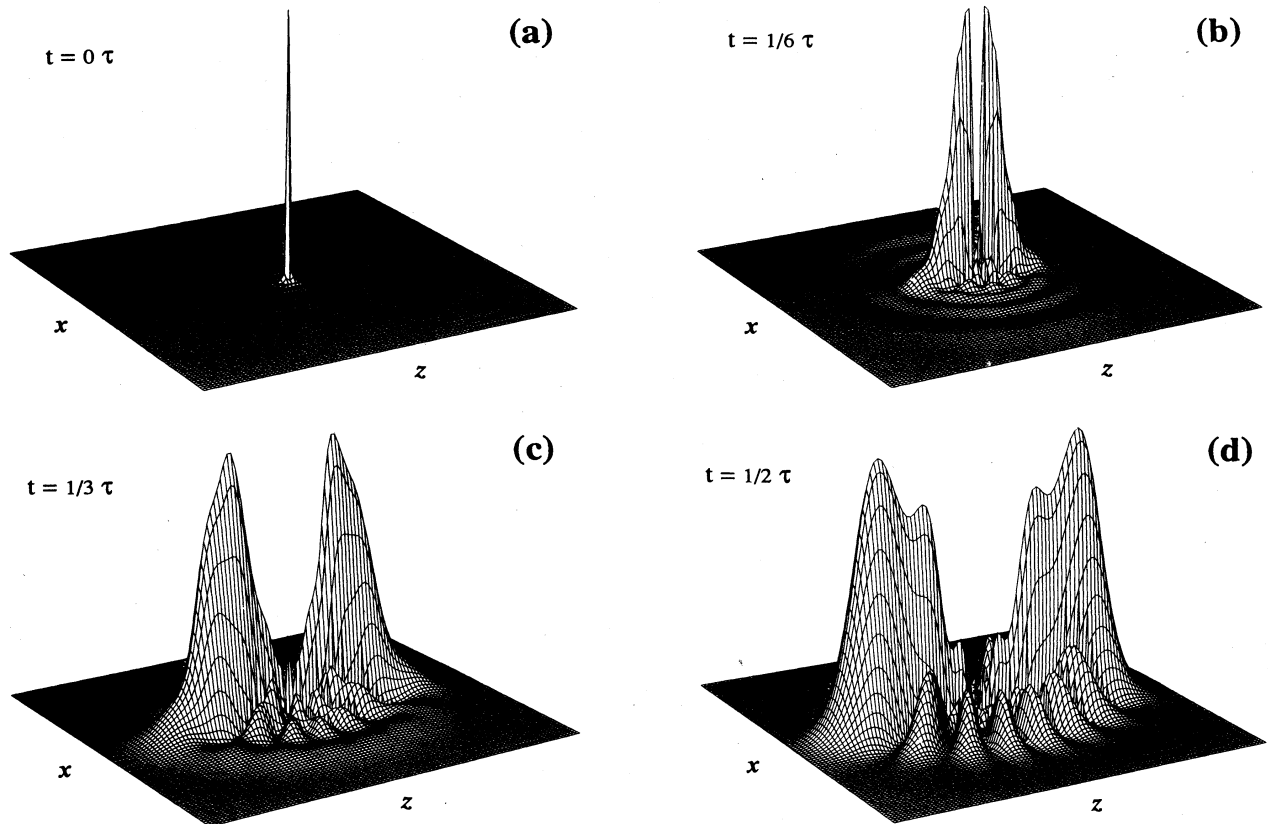 t = 0 τ
(a)
x
z
t = 1/6 τ
(b)
x
z
t = 1/3 τ
(c)
x
z
t = 1/2 τ
(d)
x
z